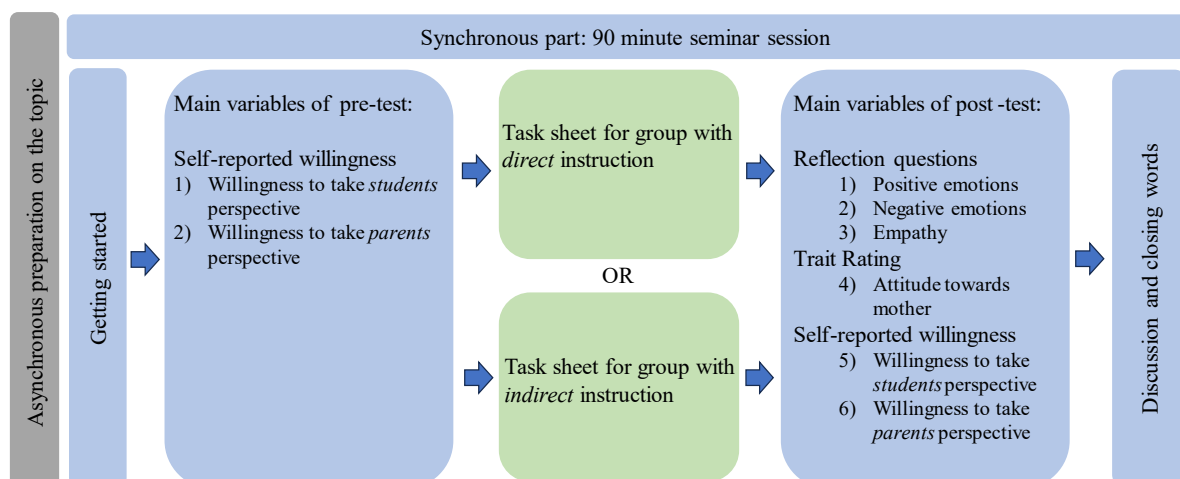 Asynchronous preparation on the topic
Synchronous part: 90 minute seminar session
Getting started
Main variables of pre-test:
Self-reported willingness
1) Willingness to take students
perspective
2) Willingness to take parents
perspective
Task sheet for group with
direct instruction
OR
Task sheet for group with
indirect instruction
Main variables of post-test:
Reflection questions
1) Positive emotions
2) Negative emotions
3) Empathy
Trait Rating
4) Attitude towards
mother
Self-reported willingness
5) Willingness to take
students perspective
6) Willingness to take
parents perspective
Discussion and closing words